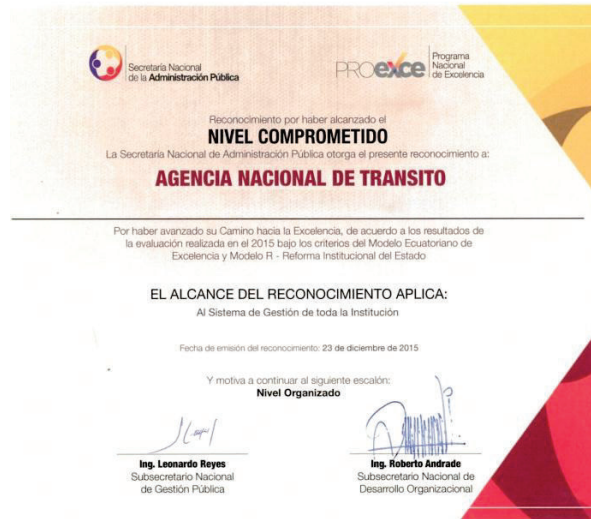 Secretaría Nacional
de la Administración Pública
PROEXCE
Programa
Nacional
de Excelencia
Reconocimiento por haber alcanzado el
NIVEL COMPROMETIDO
La Secretaría Nacional de Administración Pública otorga el presente reconocimiento a:
AGENCIA NACIONAL DE TRANSITO
Por haber avanzado su Camino hacia la Excelencia, de acuerdo a los resultados de
la evaluación realizada en el 2015 bajo los criterios del Modelo Ecuatoriano de
Excelencia y Modelo R - Reforma Institucional del Estado
EL ALCANCE DEL RECONOCIMIENTO APLICA:
Al Sistema de Gestión de toda la Institución
Fecha de emisión del reconocimiento: 23 de diciembre de 2015
Y motiva a continuar al siguiente escalón:
Nivel Organizado
Ing. Leonardo Reyes
Subsecretario Nacional
de Gestión Pública
Ing. Roberto Andrade
Subsecretario Nacional de
Desarrollo Organizacional